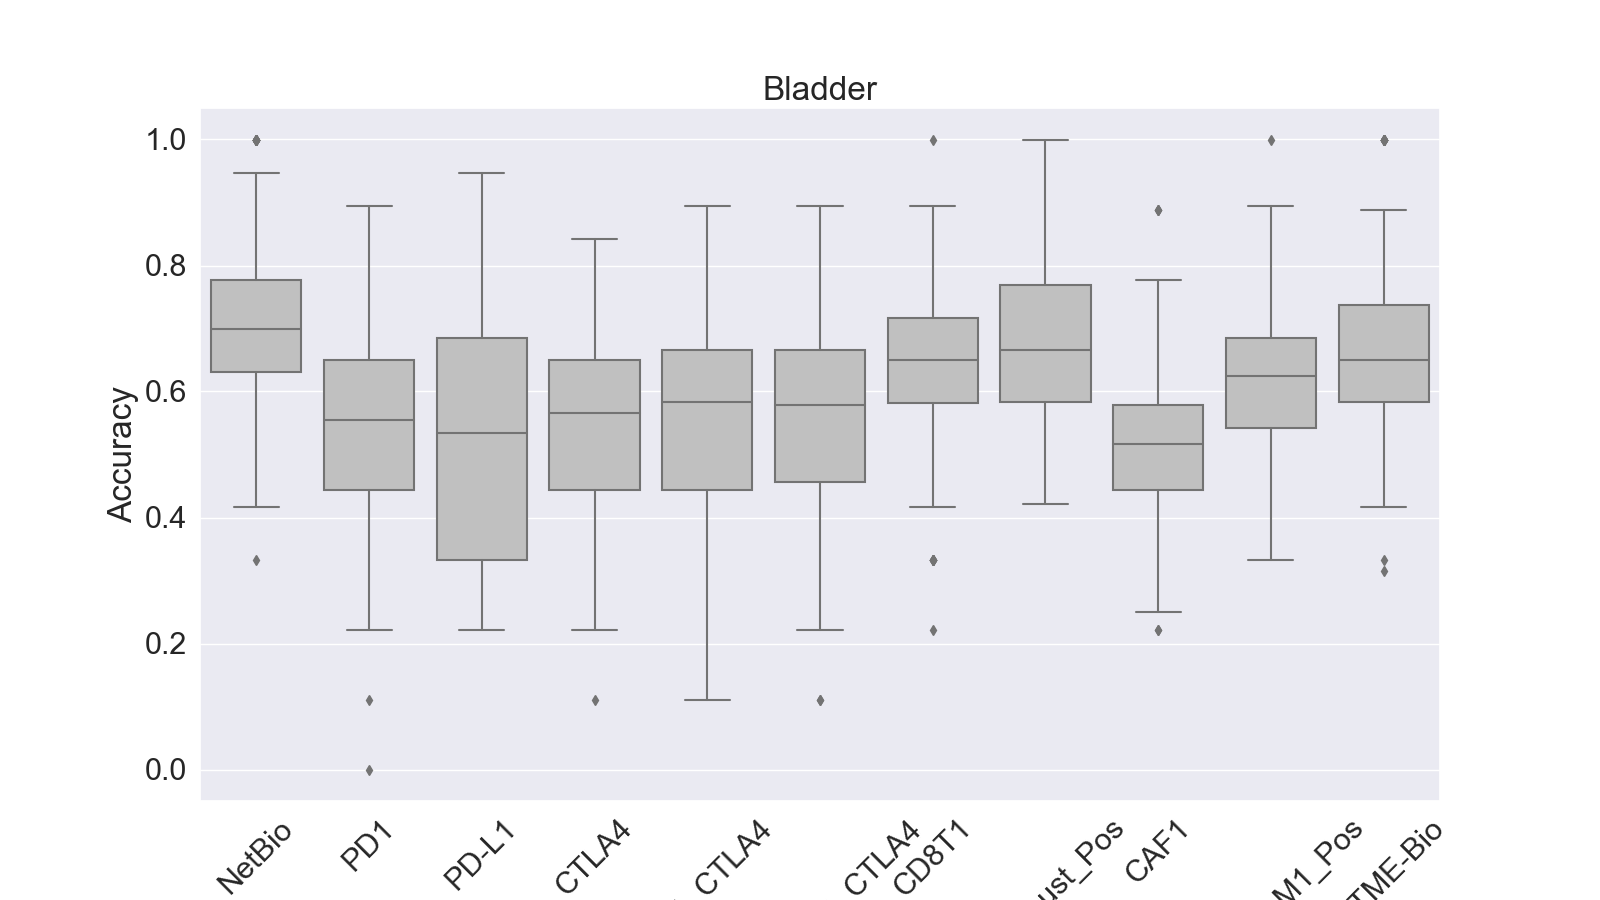 Bladder
1.0
0.8
0.6
0.4
0.2
0.0
Accuracy
NetBio
PD1
PD-L1
CTLA4
CTLA4
CTLA4
CD8T1
ust_Pos
CAF1
M1_Pos
TME-Bio